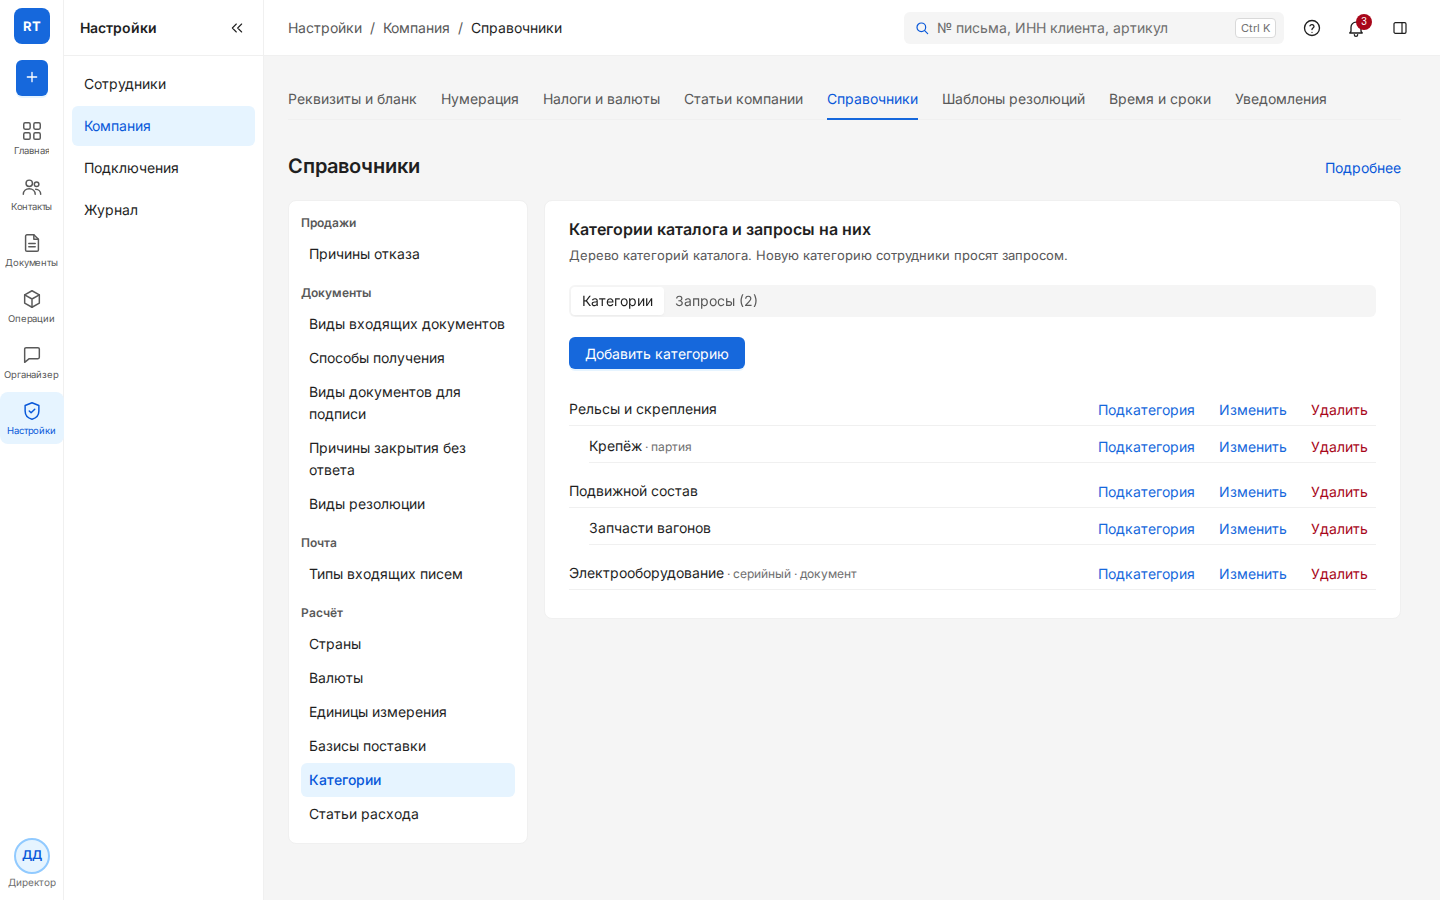 RT
Настройки
Настройки / Компания / Справочники
№ письма, ИНН клиента, артикул
Ctrl K
3
+
Главная
Контакты
Документы
Операции
Органайзер
Настройки
ДД
Директор
Сотрудники
Компания
Подключения
Журнал
Реквизиты и бланк
Нумерация
Налоги и валюты
Статьи компании
Справочники
Шаблоны резолюций
Время и сроки
Уведомления
Справочники
Подробнее
Продажи
Причины отказа
Документы
Виды входящих документов
Способы получения
Виды документов для
подписи
Причины закрытия без
ответа
Виды резолюции
Почта
Типы входящих писем
Расчёт
Страны
Валюты
Единицы измерения
Базисы поставки
Категории
Статьи расхода
Категории каталога и запросы на них
Дерево категорий каталога. Новую категорию сотрудники просят запросом.
Категории
Запросы (2)
Добавить категорию
Рельсы и скрепления Подкатегория Изменить Удалить
Крепёж · партия Подкатегория Изменить Удалить
Подвижной состав Подкатегория Изменить Удалить
Запчасти вагонов Подкатегория Изменить Удалить
Электрооборудование · серийный · документ Подкатегория Изменить Удалить